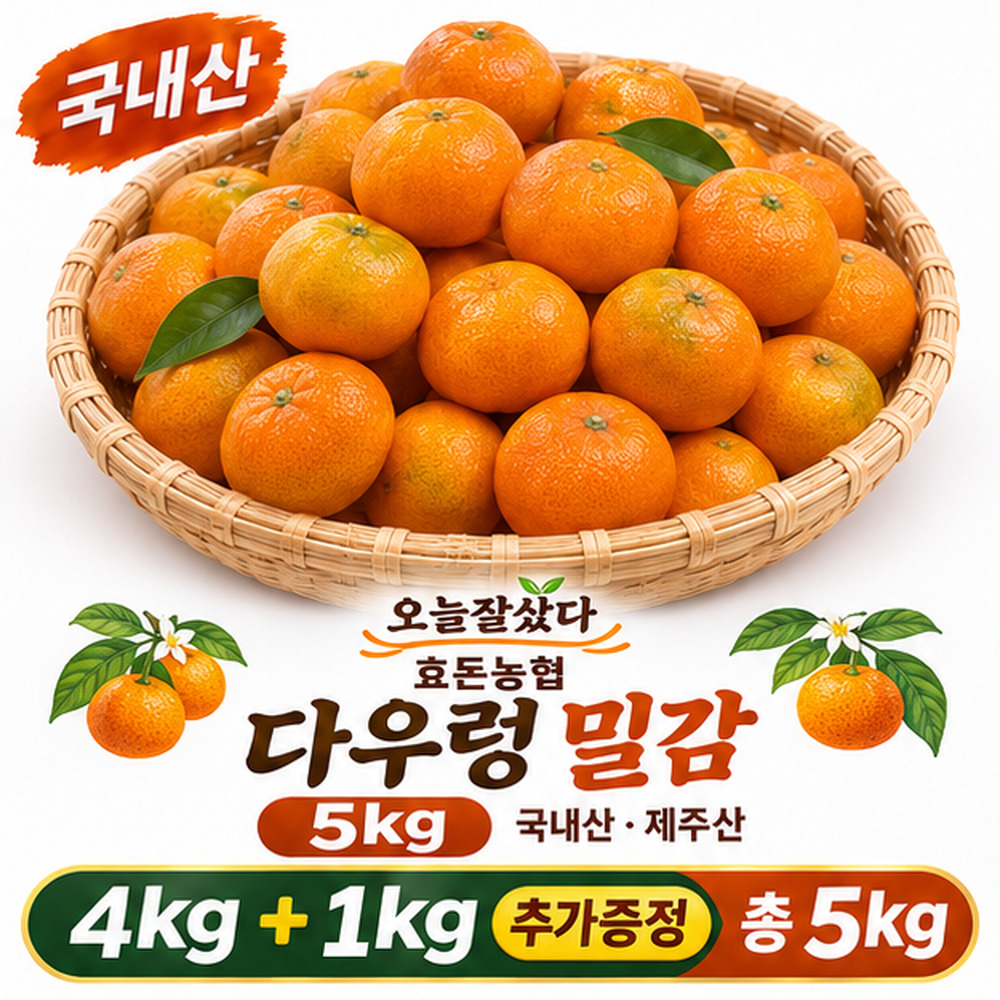 국내산
오늘잘샀다
효돈농협
다우렁 밀감
5kg 국내산 · 제주산
4kg + 1kg 추가증정 총 5kg